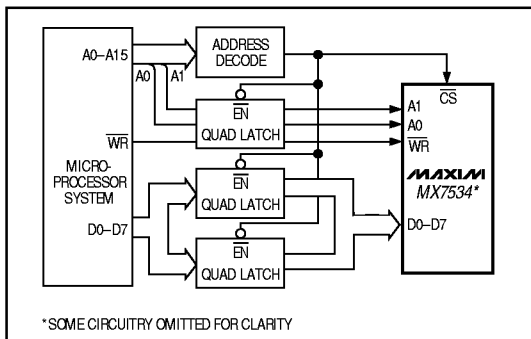 A0–A15
ADDRESS
DECODE
A0
A1
EN
QUAD LATCH
CS
A1
A0
WR
WR
MICRO-
PROCESSOR
SYSTEM
EN
QUAD LATCH
MAXIM
MX7534*
D0–D7
D0–D7
EN
QUAD LATCH
*SOME CIRCUITRY OMITTED FOR CLARITY